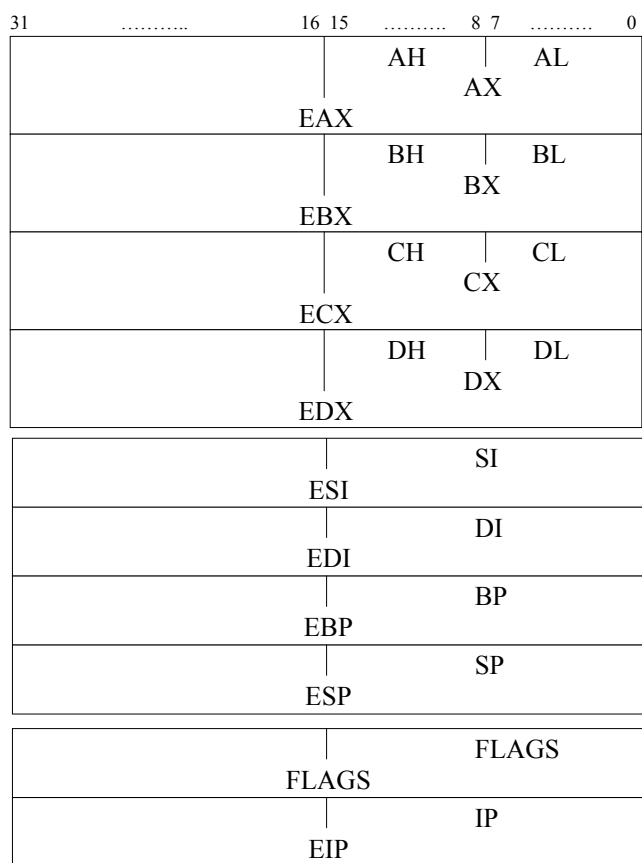 31 ………... 16 15 ………. 8 7 ………. 0
AH AL
AX
EAX
BH BL
BX
EBX
CH CL
CX
ECX
DH DL
DX
EDX
SI
ESI
DI
EDI
BP
EBP
SP
ESP
FLAGS
FLAGS
IP
EIP